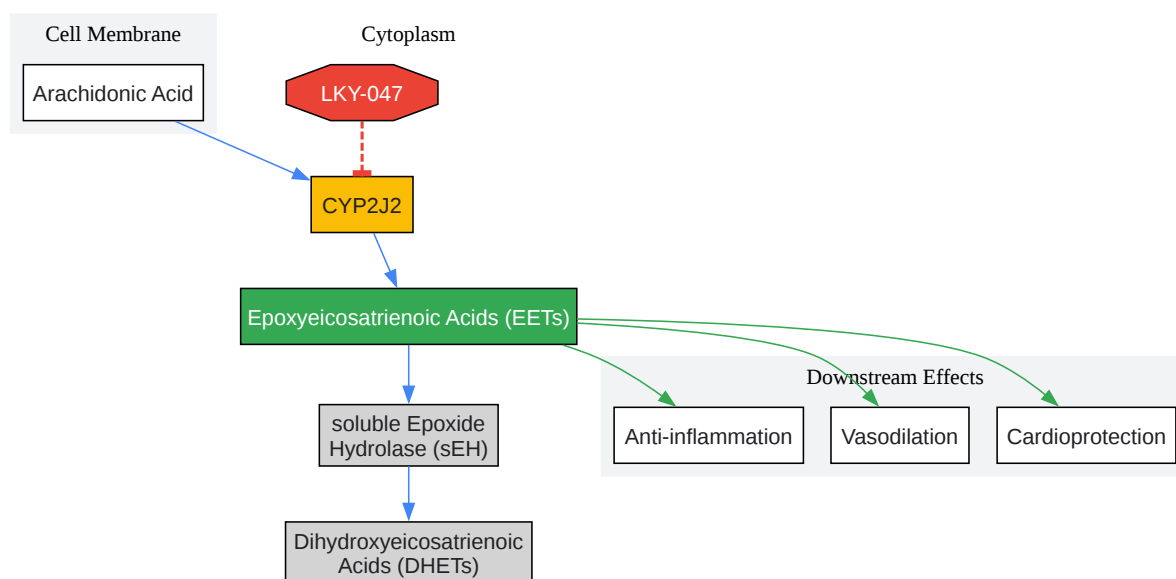 Cell Membrane
Cytoplasm
Arachidonic Acid
LKY-047
CYP2J2
Epoxyeicosatrienoic Acids (EETs)
Downstream Effects
soluble Epoxide
Hydrolase (sEH)
Anti-inflammation
Vasodilation
Cardioprotection
Dihydroxyeicosatrienoic
Acids (DHETs)